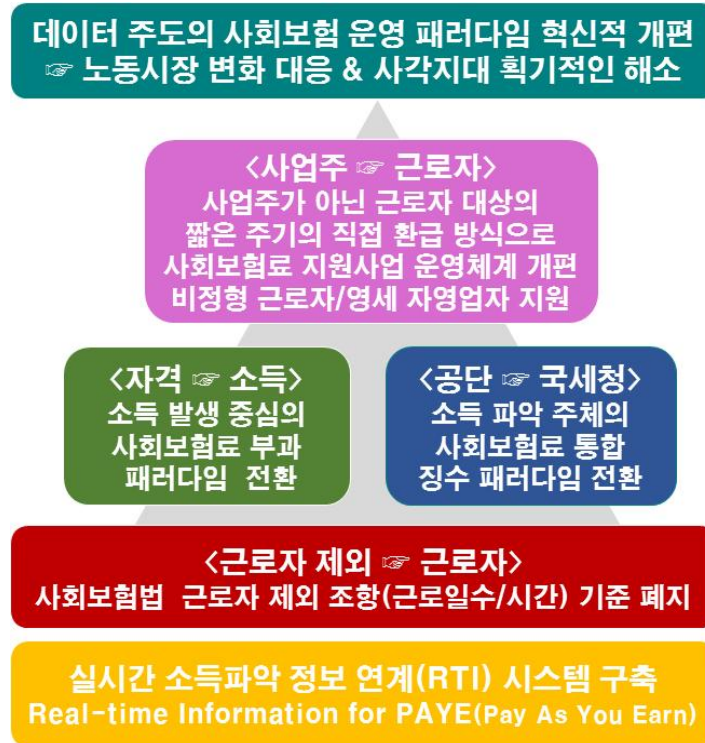 데이터 주도의 사회보험 운영 패러다임 혁신적 개편
☞ 노동시장 변화 대응 & 사각지대 획기적인 해소
<사업주 ☞ 근로자>
사업주가 아닌 근로자 대상의
짧은 주기의 직접 환급 방식으로
사회보험료 지원사업 운영체계 개편
비정형 근로자/영세 자영업자 지원
<자격 ☞ 소득>
소득 발생 중심의
사회보험료 부과
패러다임 전환
<공단 ☞ 국세청>
소득 파악 주체의
사회보험료 통합
징수 패러다임 전환
<근로자 제외 ☞ 근로자>
사회보험법 근로자 제외 조항(근로일수/시간) 기준 폐지
실시간 소득파악 정보 연계(RTI) 시스템 구축
Real-time Information for PAYE(Pay As You Earn)